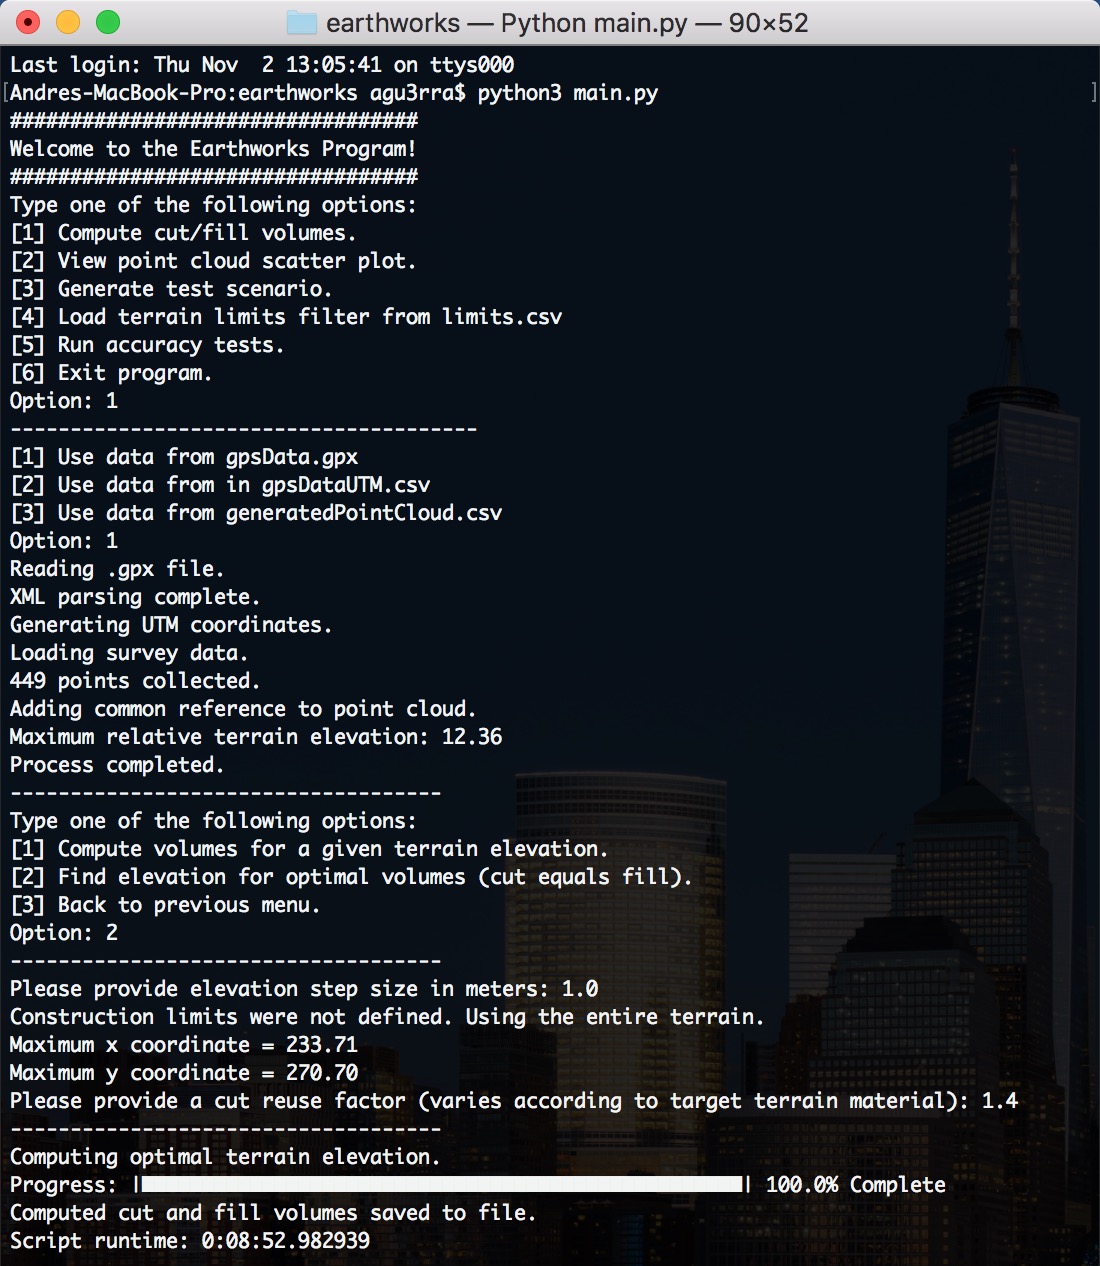 earthworks — Python main.py — 90×52
Last login: Thu Nov  2 13:05:41 on ttys000
[Andres-MacBook-Pro:earthworks agu3rra$ python3 main.py ]
##################################
Welcome to the Earthworks Program!
##################################
Type one of the following options:
[1] Compute cut/fill volumes.
[2] View point cloud scatter plot.
[3] Generate test scenario.
[4] Load terrain limits filter from limits.csv
[5] Run accuracy tests.
[6] Exit program.
Option: 1
---------------------------------------
[1] Use data from gpsData.gpx
[2] Use data from in gpsDataUTM.csv
[3] Use data from generatedPointCloud.csv
Option: 1
Reading .gpx file.
XML parsing complete.
Generating UTM coordinates.
Loading survey data.
449 points collected.
Adding common reference to point cloud.
Maximum relative terrain elevation: 12.36
Process completed.
------------------------------------
Type one of the following options:
[1] Compute volumes for a given terrain elevation.
[2] Find elevation for optimal volumes (cut equals fill).
[3] Back to previous menu.
Option: 2
------------------------------------
Please provide elevation step size in meters: 1.0
Construction limits were not defined. Using the entire terrain.
Maximum x coordinate = 233.71
Maximum y coordinate = 270.70
Please provide a cut reuse factor (varies according to target terrain material): 1.4
------------------------------------
Computing optimal terrain elevation.
Progress: |██████████████████████████████████████████████████| 100.0% Complete
Computed cut and fill volumes saved to file.
Script runtime: 0:08:52.982939